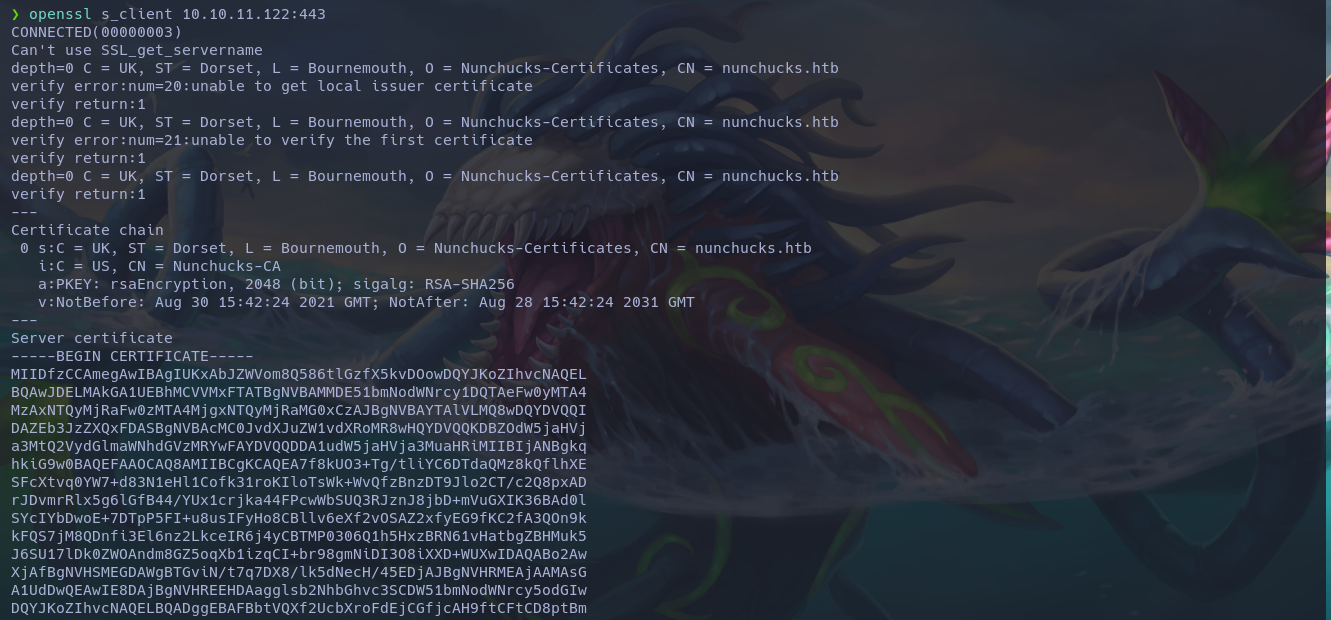 ❯ openssl s_client 10.10.11.122:443
CONNECTED(00000003)
Can't use SSL_get_servername
depth=0 C = UK, ST = Dorset, L = Bournemouth, O = Nunchucks-Certificates, CN = nunchucks.htb
verify error:num=20:unable to get local issuer certificate
verify return:1
depth=0 C = UK, ST = Dorset, L = Bournemouth, O = Nunchucks-Certificates, CN = nunchucks.htb
verify error:num=21:unable to verify the first certificate
verify return:1
depth=0 C = UK, ST = Dorset, L = Bournemouth, O = Nunchucks-Certificates, CN = nunchucks.htb
verify return:1
---
Certificate chain
 0 s:C = UK, ST = Dorset, L = Bournemouth, O = Nunchucks-Certificates, CN = nunchucks.htb
   i:C = US, CN = Nunchucks-CA
   a:PKEY: rsaEncryption, 2048 (bit); sigalg: RSA-SHA256
   v:NotBefore: Aug 30 15:42:24 2021 GMT; NotAfter: Aug 28 15:42:24 2031 GMT
---
Server certificate
-----BEGIN CERTIFICATE-----
MIIDfzCCAmegAwIBAgIUKxAbJZWVom8Q586tlGzfX5kvDOowDQYJKoZIhvcNAQEL
BQAwJDELMAkGA1UEBhMCVVMxFTATBgNVBAMMDE51bmNodWNrcy1DQTAeFw0yMTA4
MzAxNTQyMjRaFw0zMTA4MjgxNTQyMjRaMG0xCzAJBgNVBAYTAlVLMQ8wDQYDVQQI
DAZEb3JzZXQxFDASBgNVBAcMC0JvdXJuZW1vdXRoMR8wHQYDVQQKDBZOdW5jaHVj
a3MtQ2VydGlmaWNhdGVzMRYwFAYDVQQDDA1udW5jaHVja3MuaHRiMIIBIjANBgkq
hkiG9w0BAQEFAAOCAQ8AMIIBCgKCAQEA7f8kUO3+Tg/tliYC6DTdaQMz8kQflhXE
SFcXtvq0YW7+d83N1eHl1Cofk31roKIloTsWk+WvQfzBnzDT9Jlo2CT/c2Q8pxAD
rJDvmrRlx5g6lGfB44/YUx1crjka44FPcwWbSUQ3RJznJ8jbD+mVuGXIK36BAd0l
SYcIYbDwoE+7DTpP5FI+u8usIFyHo8CBllv6eXf2vOSAZ2xfyEG9fKC2fA3QOn9k
kFQS7jM8QDnfi3El6nz2LkceIR6j4yCBTMP0306Q1h5HxzBRN61vHatbgZBHMuk5
J6SU17lDk0ZWOAndm8GZ5oqXb1izqCI+br98gmNiDI3O8iXXD+WUXwIDAQABo2Aw
XjAfBgNVHSMEGDAWgBTGviN/t7q7DX8/lk5dNecH/45EDjAJBgNVHRMEAjAAMAsG
A1UdDwQEAwIE8DAjBgNVHREEHDAagglsb2NhbGhvc3SCDW51bmNodWNrcy5odGIw
DQYJKoZIhvcNAQELBQADggEBAFBbtVQXf2UcbXroFdEjCGfjcAH9ftCFtCD8ptBm